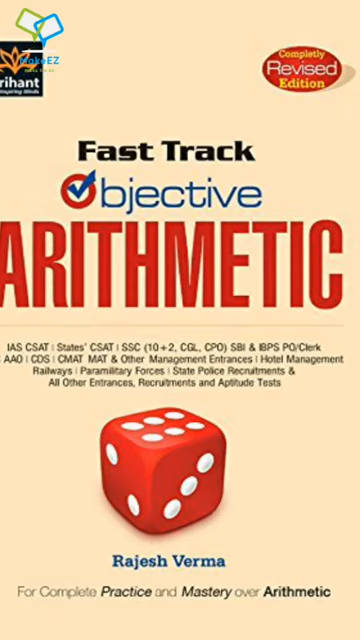 MakeEZ
rihant
Completly
Revised
Edition
Fast Track
Objective
ARITHMETIC
IAS CSAT | States' CSAT | SSC (10+2, CGL, CPO) SBI & IBPS PO/Clerk
AAO | CDS | CMAT MAT & Other Management Entrances | Hotel Management
Railways | Paramilitary Forces | State Police Recruitments &
All Other Entrances, Recruitments and Aptitude Tests
Rajesh Verma
For Complete Practice and Mastery over Arithmetic